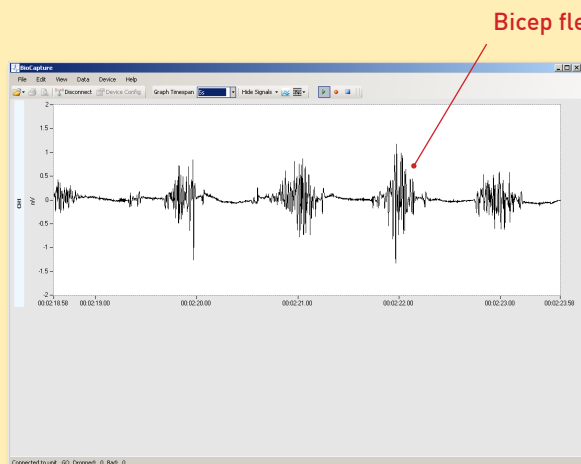 Bicep fle
BioCapture
File Edit View Data Device Help
Disconnect Device Config. Graph Timespan 5s Hide Signals
2
1.5
1
0.5
0
-0.5
-1
-1.5
-2
CH1
mV
00:02:18.58 00:02:19.00 00:02:20.00 00:02:21.00 00:02:22.00 00:02:23.00 00:02:23.58
Connected to unit GO Dropped: 0 Bad: 0